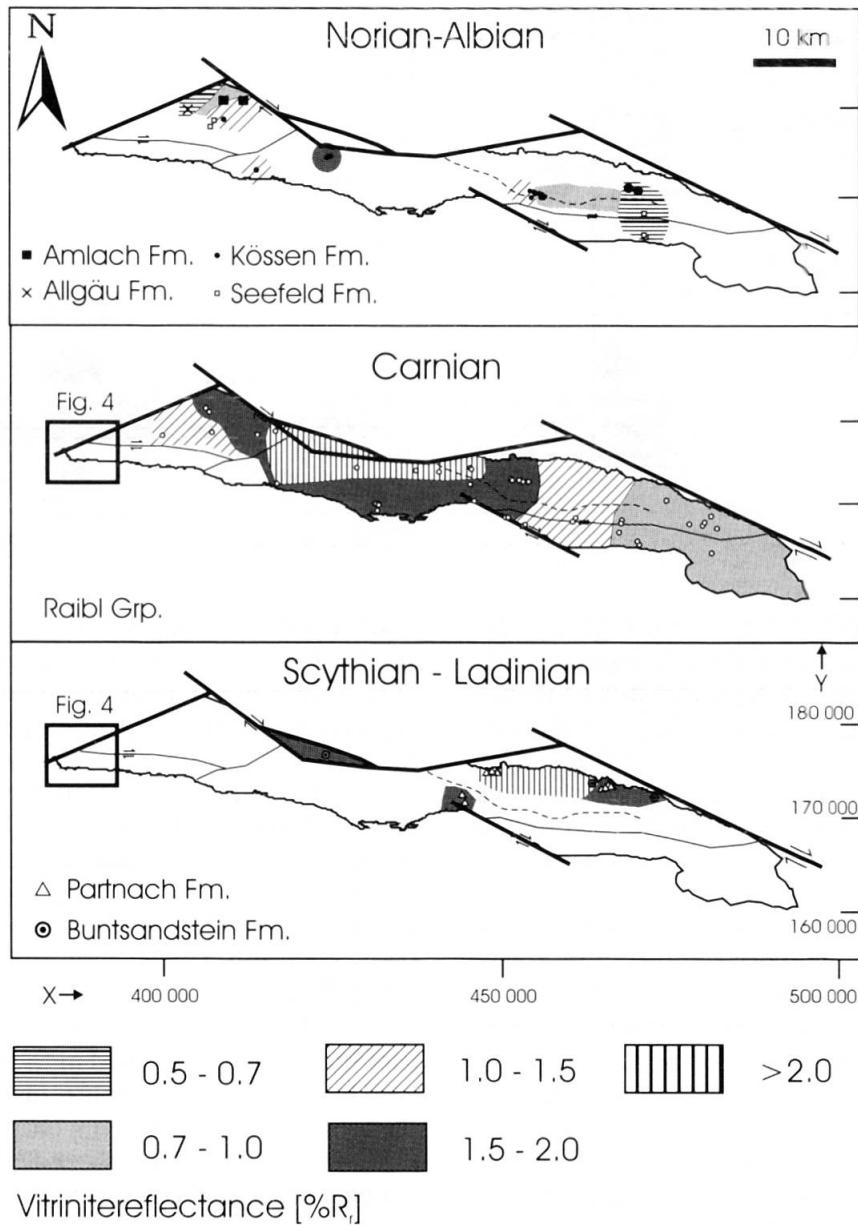 N
Norian-Albian
10 km
■ Amlach Fm. • Kössen Fm.
× Allgäu Fm. ▫ Seefeld Fm.
Carnian
Fig. 4
Raibl Grp.
Scythian - Ladinian
Fig. 4
Y
180 000
170 000
160 000
△ Partnach Fm.
Buntsandstein Fm.
X→ 400 000 450 000 500 000
0.5 - 0.7 1.0 - 1.5 >2.0
0.7 - 1.0 1.5 - 2.0
Vitrinitereflectance [%Rr]